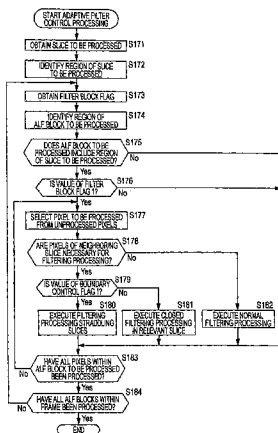 START ADAPTIVE FILTER
CONTROL PROCESSING
S171
OBTAIN SLICE TO BE PROCESSED
S172
IDENTIFY REGION OF SLICE
TO BE PROCESSED
S173
OBTAIN FILTER BLOCK FLAG
S174
IDENTIFY REGION OF
ALF BLOCK TO BE PROCESSED
S175
DOES ALF BLOCK TO BE
PROCESSED INCLUDE REGION
OF SLICE TO BE PROCESSED?
No
Yes
S176
IS VALUE OF FILTER
BLOCK FLAG 1?
No
Yes
S177
SELECT PIXEL TO BE PROCESSED
FROM UNPROCESSED PIXELS
S178
ARE PIXELS OF NEIGHBORING
SLICE NECESSARY FOR
FILTERING PROCESSING?
No
Yes
S179
IS VALUE OF BOUNDARY
CONTROL FLAG 1?
No
Yes
S180
EXECUTE FILTERING
PROCESSING STRADDLING
SLICES
S181
EXECUTE CLOSED
FILTERING PROCESSING
IN RELEVANT SLICE
S182
EXECUTE NORMAL
FILTERING PROCESSING
S183
HAVE ALL PIXELS WITHIN
ALF BLOCK TO BE PROCESSED
BEEN PROCESSED?
No
Yes
S184
HAVE ALL ALF BLOCKS WITHIN
FRAME BEEN PROCESSED?
No
Yes
END